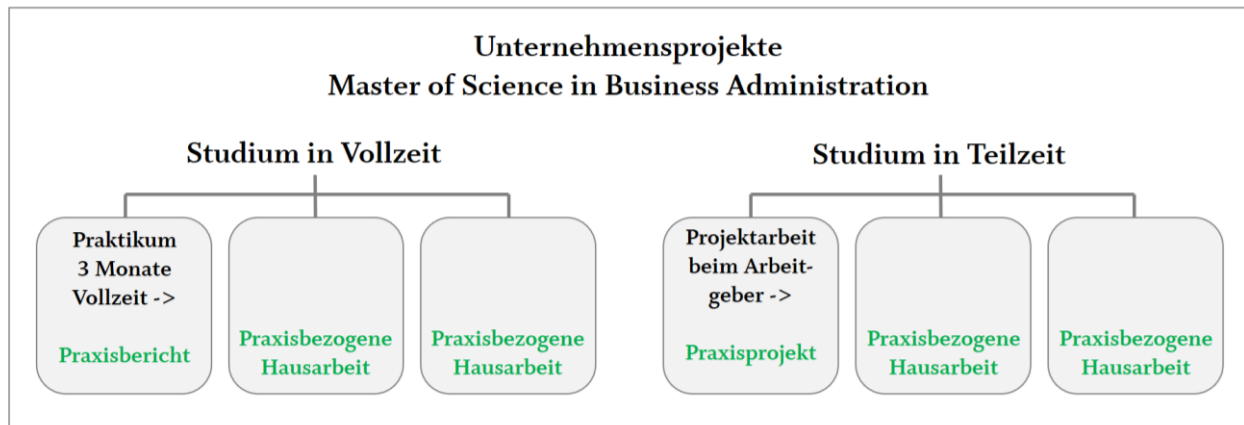 Unternehmensprojekte
Master of Science in Business Administration
Studium in Vollzeit
Praktikum
3 Monate
Vollzeit ->
Praxisbericht
Praxisbezogene
Hausarbeit
Praxisbezogene
Hausarbeit
Studium in Teilzeit
Projektarbeit
beim Arbeit-
geber ->
Praxisprojekt
Praxisbezogene
Hausarbeit
Praxisbezogene
Hausarbeit